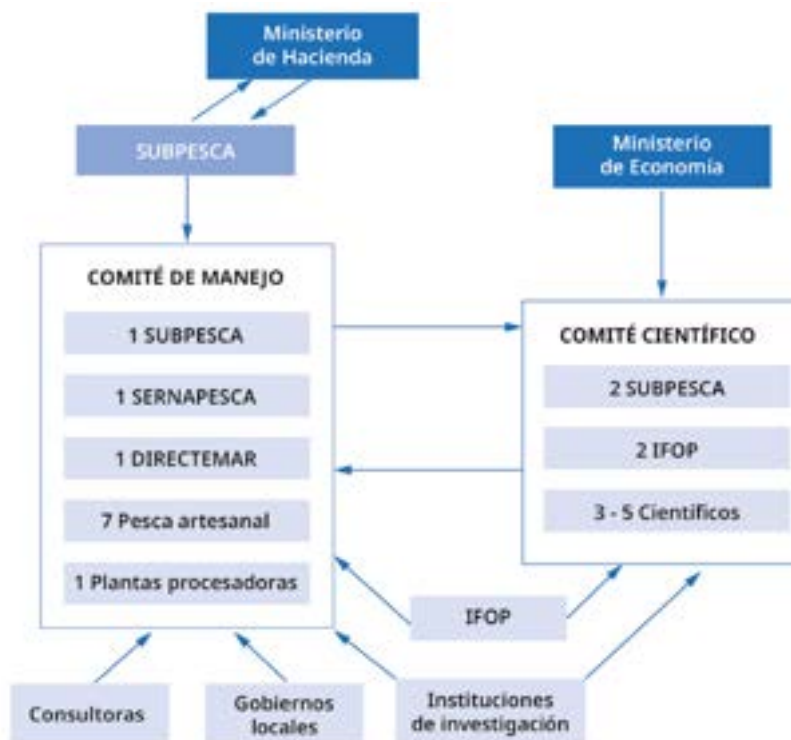 Ministerio
de Hacienda
SUBPESCA
Ministerio
de Economía
COMITÉ DE MANEJO
1 SUBPESCA
1 SERNAPESCA
1 DIRECTEMAR
7 Pesca artesanal
1 Plantas procesadoras
COMITÉ CIENTÍFICO
2 SUBPESCA
2 IFOP
3 - 5 Científicos
IFOP
Consultoras
Gobiernos
locales
Instituciones
de investigación